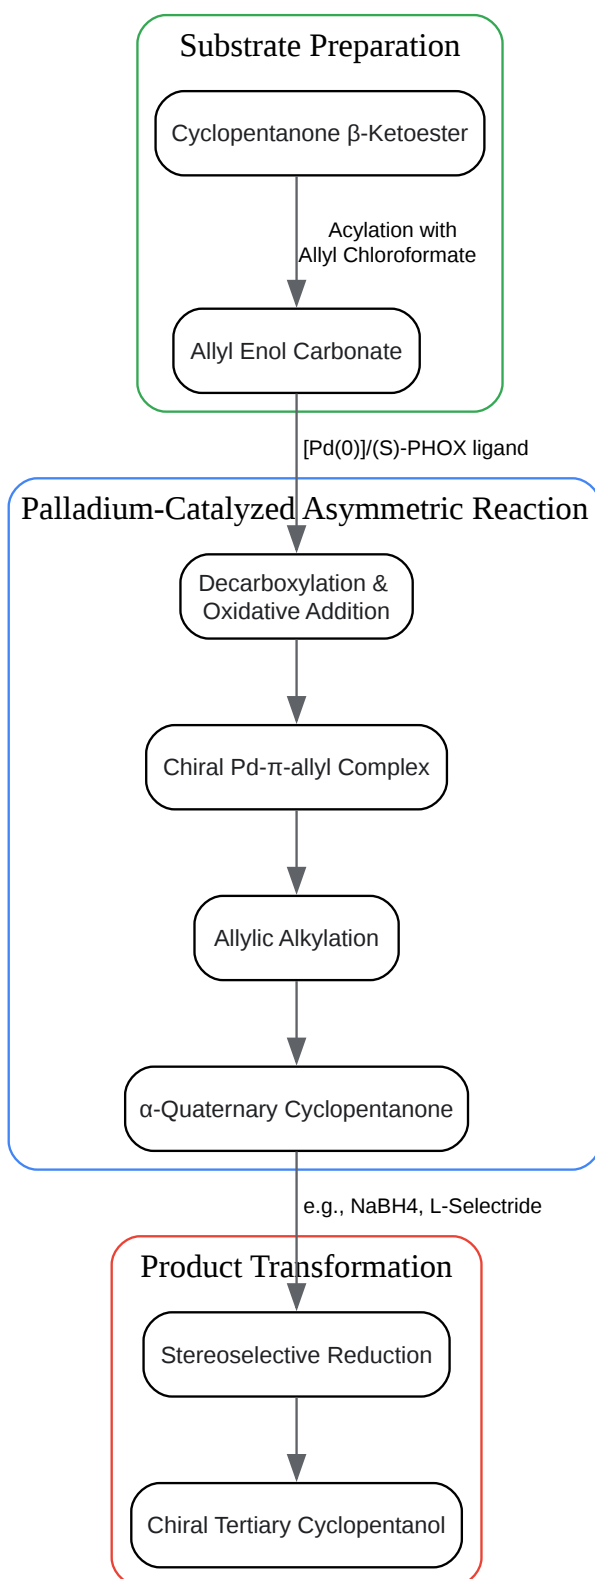 Substrate Preparation
Cyclopentanone β-Ketoester
Acylation with
Allyl Chloroformate
Allyl Enol Carbonate
[Pd(0)]/(S)-PHOX ligand
Palladium-Catalyzed Asymmetric Reaction
Decarboxylation &
Oxidative Addition
Chiral Pd-π-allyl Complex
Allylic Alkylation
α-Quaternary Cyclopentanone
e.g., NaBH4, L-Selectride
Product Transformation
Stereoselective Reduction
Chiral Tertiary Cyclopentanol